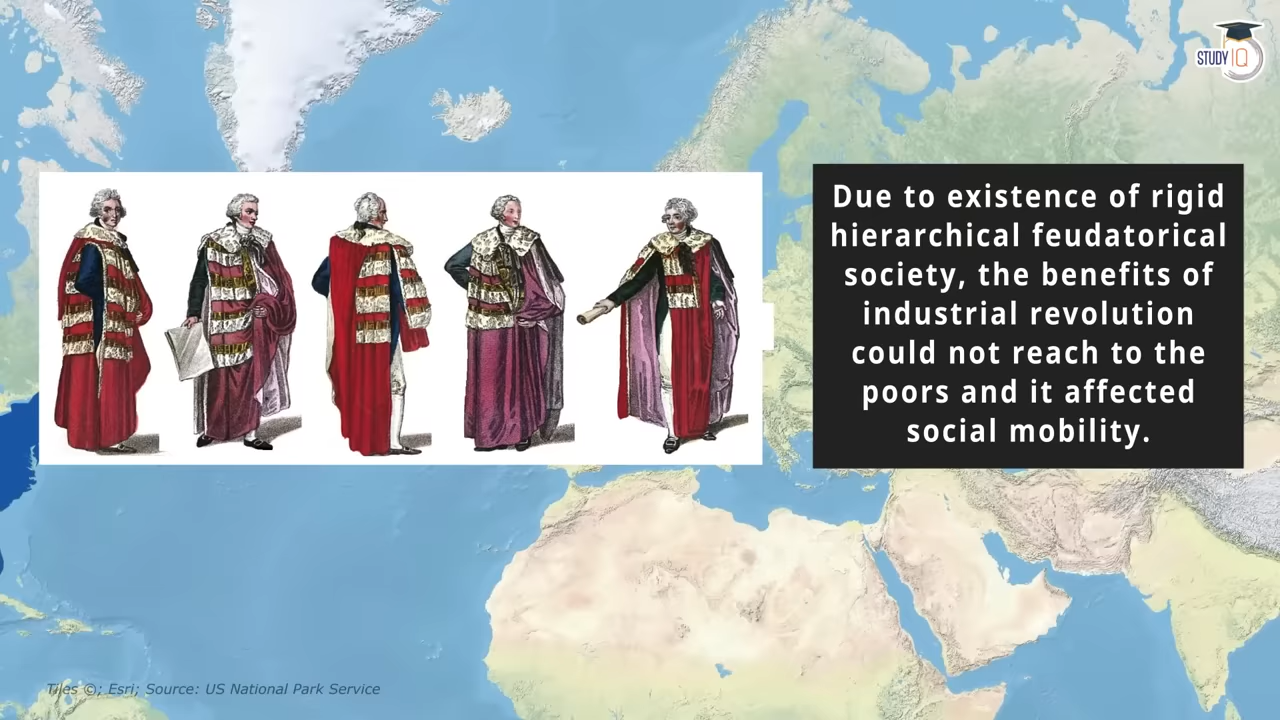 STUDY IQ
Due to existence of rigid
hierarchical feudatorical
society, the benefits of
industrial revolution
could not reach to the
poors and it affected
social mobility.
Tiles ©; Esri; Source: US National Park Service